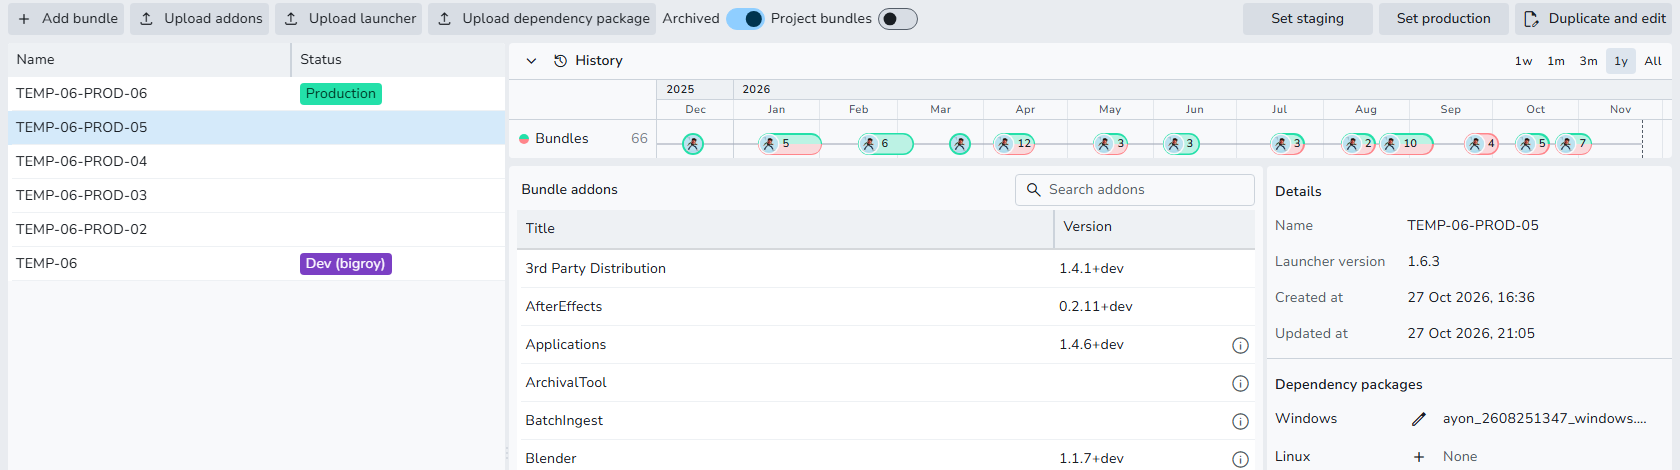 Add bundle Upload addons Upload launcher Upload dependency package Archived Project bundles Set staging Set production Duplicate and edit
Name Status
TEMP-06-PROD-06 Production
TEMP-06-PROD-05
TEMP-06-PROD-04
TEMP-06-PROD-03
TEMP-06-PROD-02
TEMP-06 Dev (bigroy)
History 1w 1m 3m 1y All
2025 2026
Dec Jan Feb Mar Apr May Jun Jul Aug Sep Oct Nov
Bundles 66 5 6 12 3 3 3 2 10 4 5 7
Bundle addons Search addons
Title Version
3rd Party Distribution 1.4.1+dev
AfterEffects 0.2.11+dev
Applications 1.4.6+dev
ArchivalTool
BatchIngest
Blender 1.1.7+dev
Details
Name TEMP-06-PROD-05
Launcher version 1.6.3
Created at 27 Oct 2026, 16:36
Updated at 27 Oct 2026, 21:05
Dependency packages
Windows ayon_2608251347_windows....
Linux None